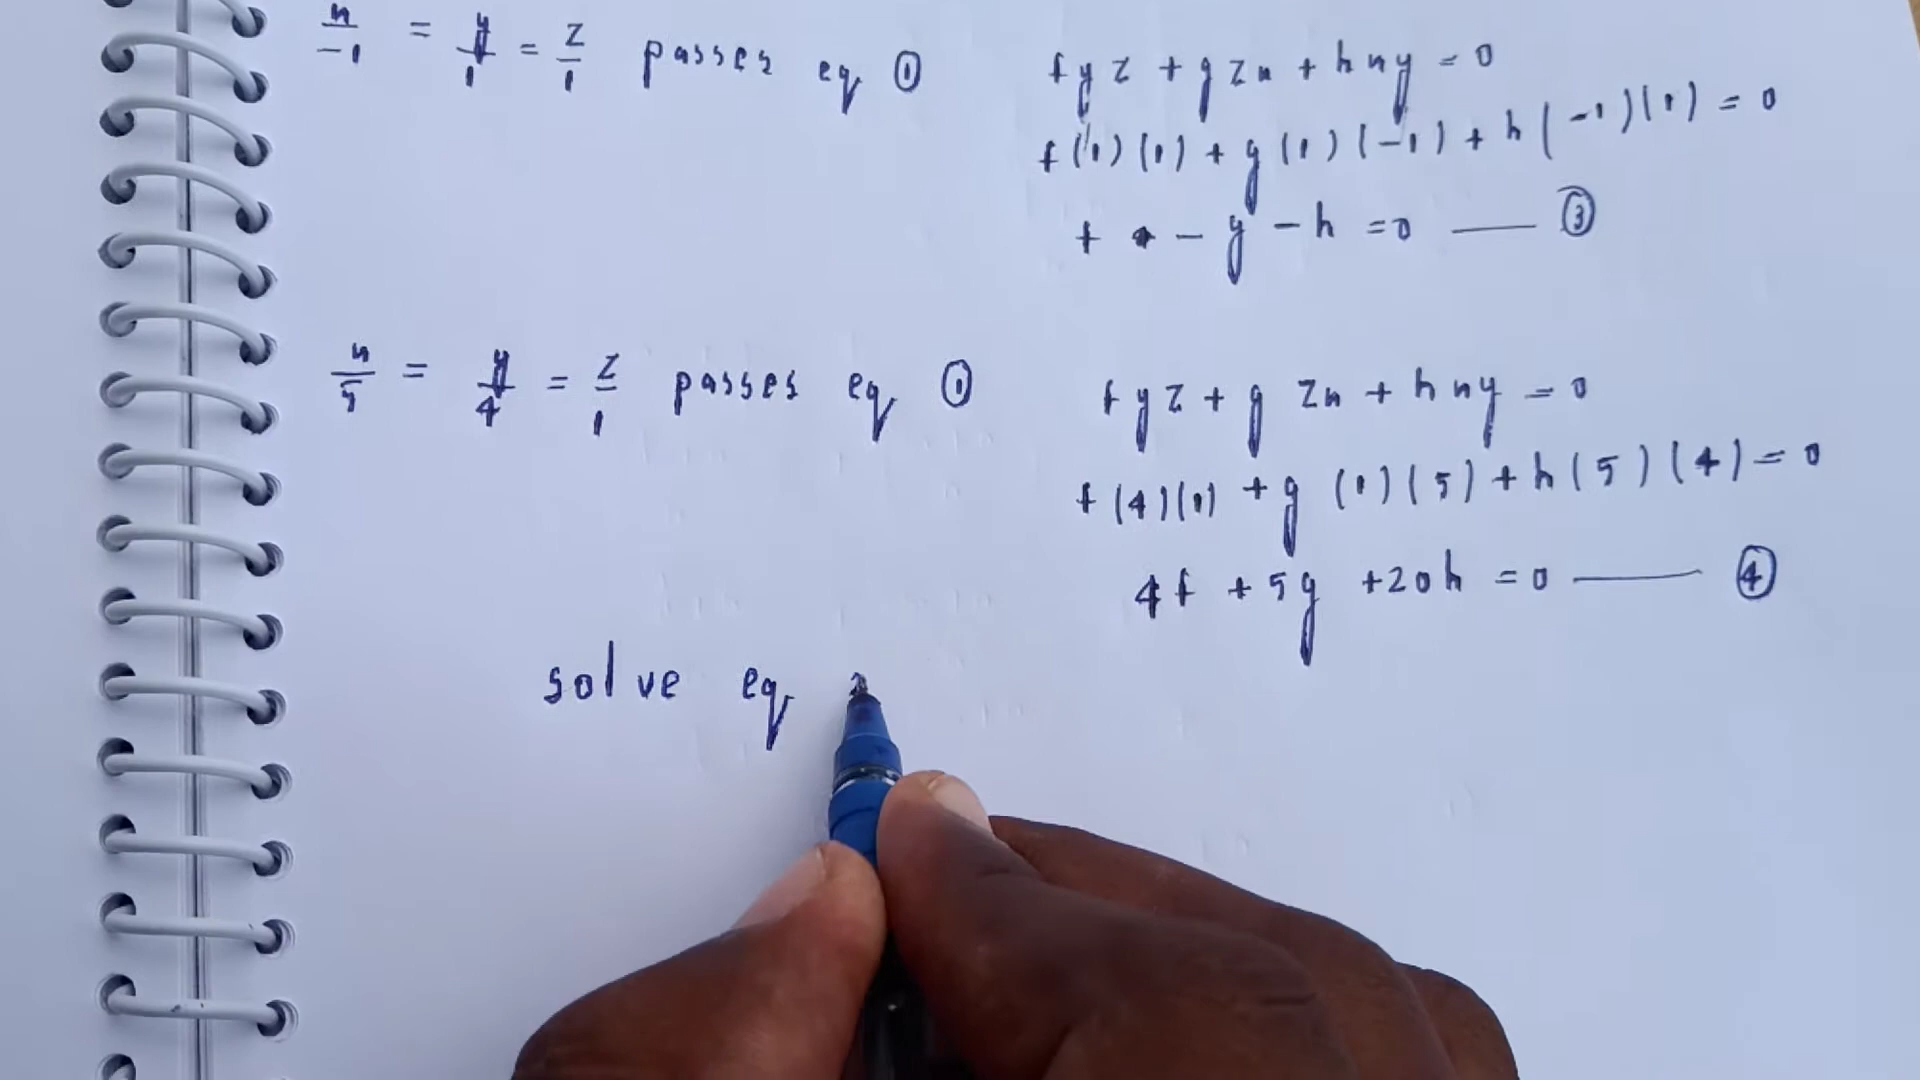 x/-1 = y/1 = z/1 passes eq ①
fyz + gzx + hxy = 0
f(1)(1) + g(1)(-1) + h(-1)(1) = 0
f - g - h = 0 —— ③
x/5 = y/4 = z/1 passes eq ①
fyz + g zx + hxy = 0
f(4)(1) + g(1)(5) + h(5)(4) = 0
4f + 5g + 20h = 0 —— ④
solve eq